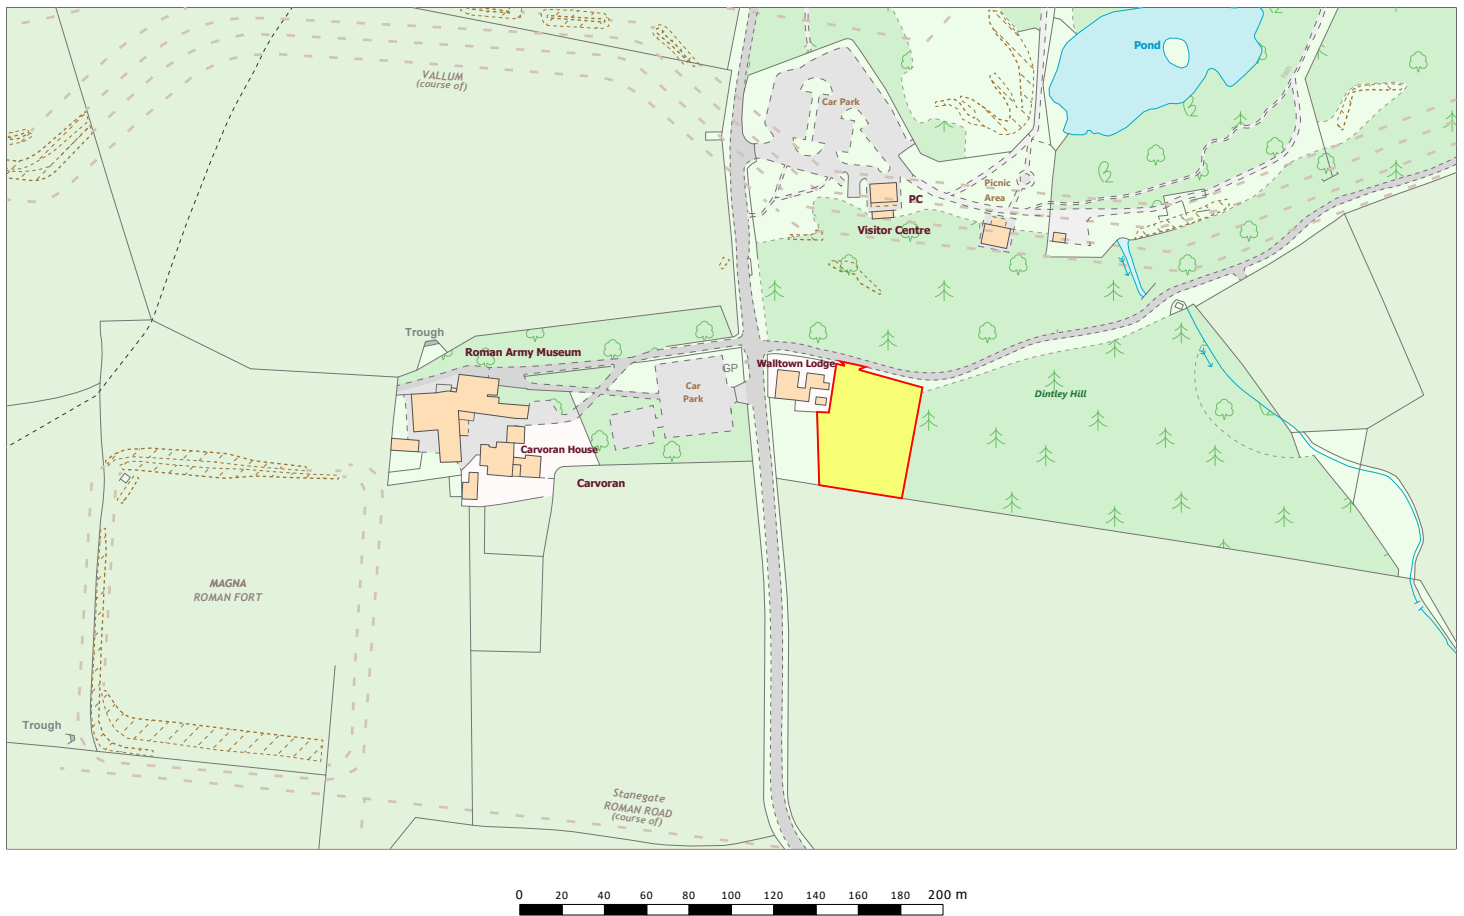 Pond
VALLUM
(course of)
Car Park
Picnic
Area
PC
Visitor Centre
Trough
Roman Army Museum
Walltown Lodge
GP
Car
Park
Dintley Hill
Carvoran House
Carvoran
MAGNA
ROMAN FORT
Trough
Stanegate
ROMAN ROAD
(course of)
0 20 40 60 80 100 120 140 160 180 200 m